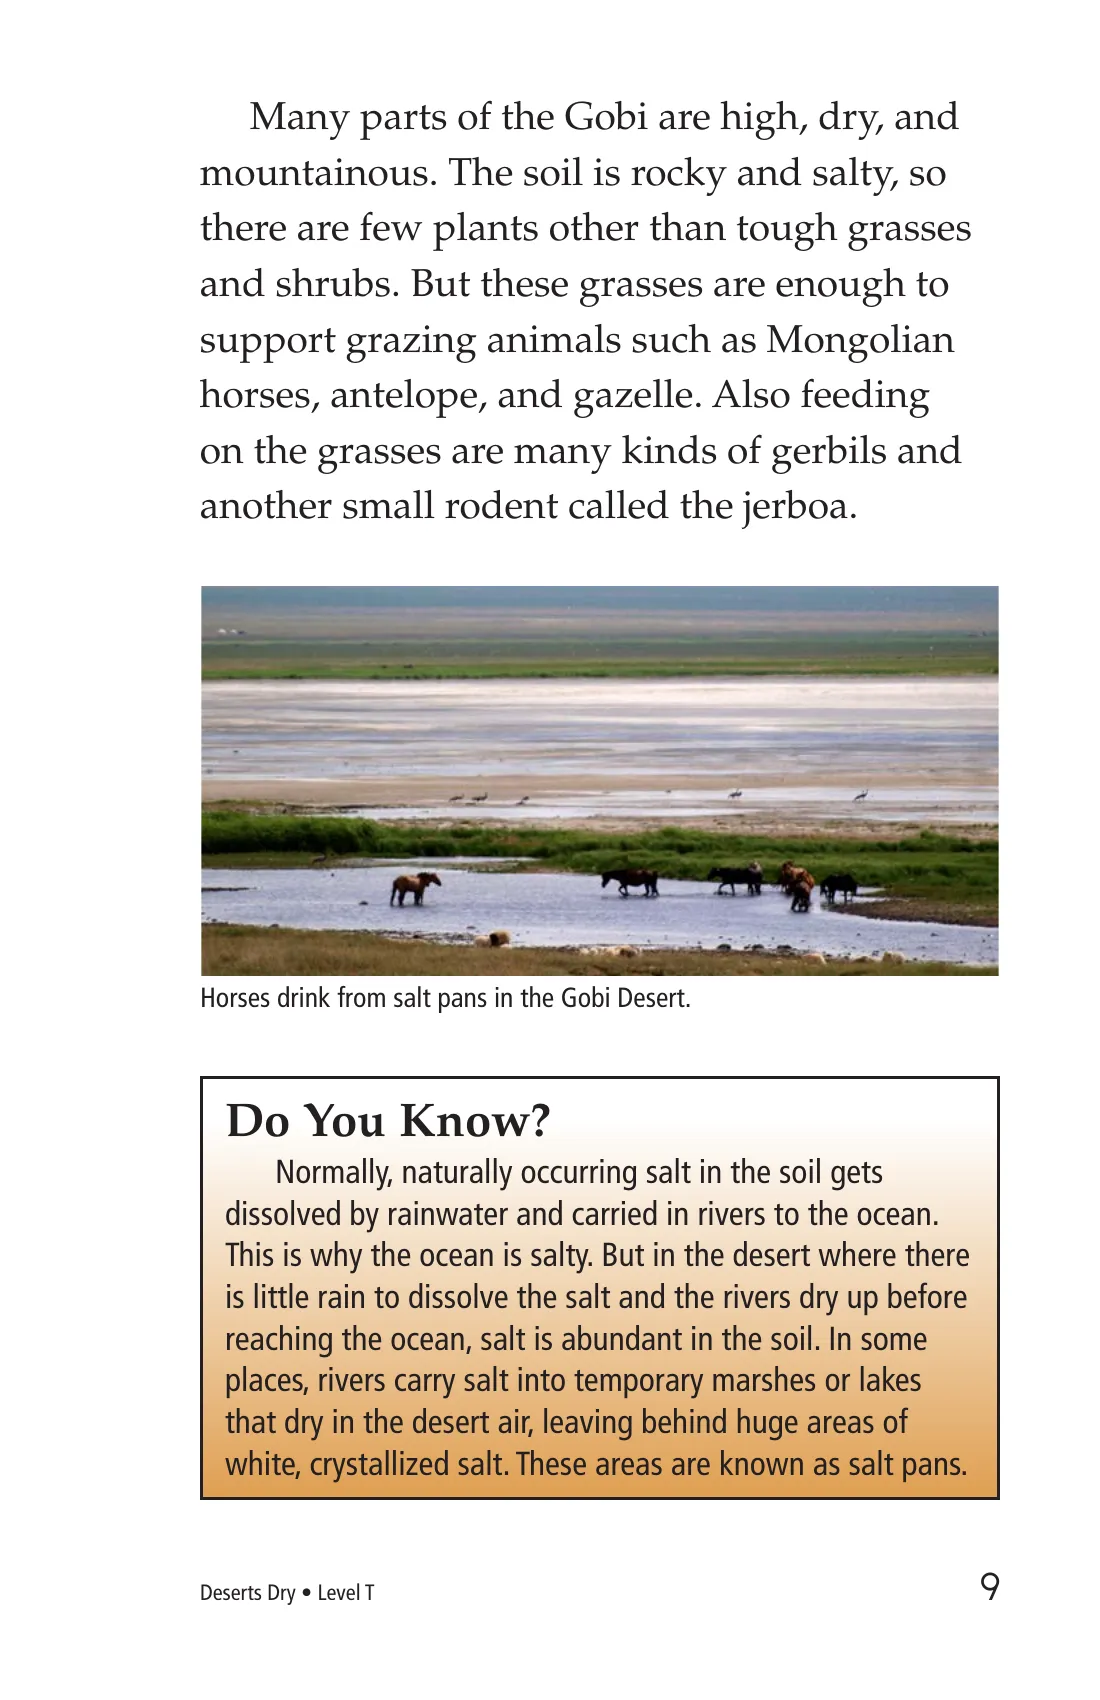 Many parts of the Gobi are high, dry, and
mountainous. The soil is rocky and salty, so
there are few plants other than tough grasses
and shrubs. But these grasses are enough to
support grazing animals such as Mongolian
horses, antelope, and gazelle. Also feeding
on the grasses are many kinds of gerbils and
another small rodent called the jerboa.
Horses drink from salt pans in the Gobi Desert.
Do You Know?
Normally, naturally occurring salt in the soil gets
dissolved by rainwater and carried in rivers to the ocean.
This is why the ocean is salty. But in the desert where there
is little rain to dissolve the salt and the rivers dry up before
reaching the ocean, salt is abundant in the soil. In some
places, rivers carry salt into temporary marshes or lakes
that dry in the desert air, leaving behind huge areas of
white, crystallized salt. These areas are known as salt pans.
Deserts Dry • Level T
9